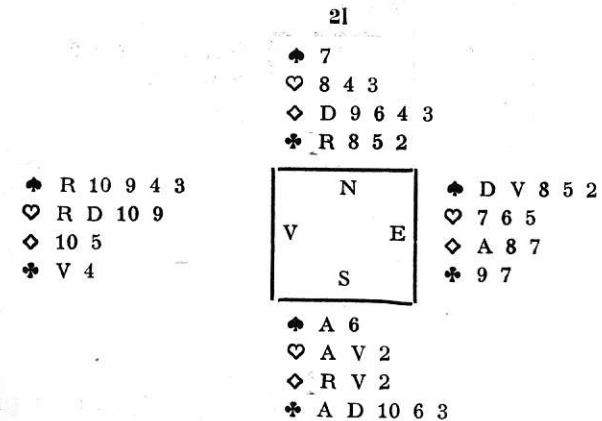 21
♠ 7
♡ 8 4 3
♢ D 9 6 4 3
♣ R 8 5 2
♠ R 10 9 4 3
♡ R D 10 9
♢ 10 5
♣ V 4
N
V E
S
♠ D V 8 5 2
♡ 7 6 5
♢ A 8 7
♣ 9 7
♠ A 6
♡ A V 2
♢ R V 2
♣ A D 10 6 3